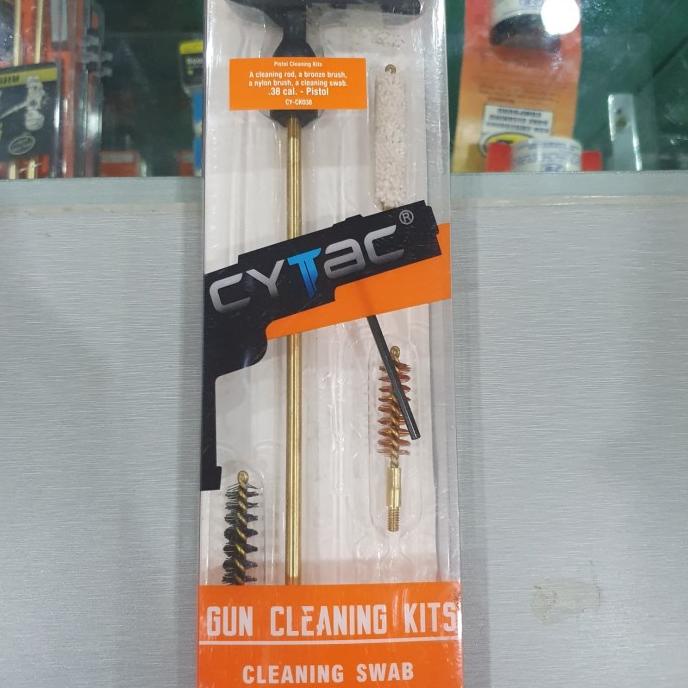 Pistol Cleaning Kits
A cleaning rod, a bronze brush,
a nylon brush, a cleaning swab.
.38 cal. - Pistol
CY-CK038
CYTAC®
GUN CLEANING KITS
CLEANING SWAB